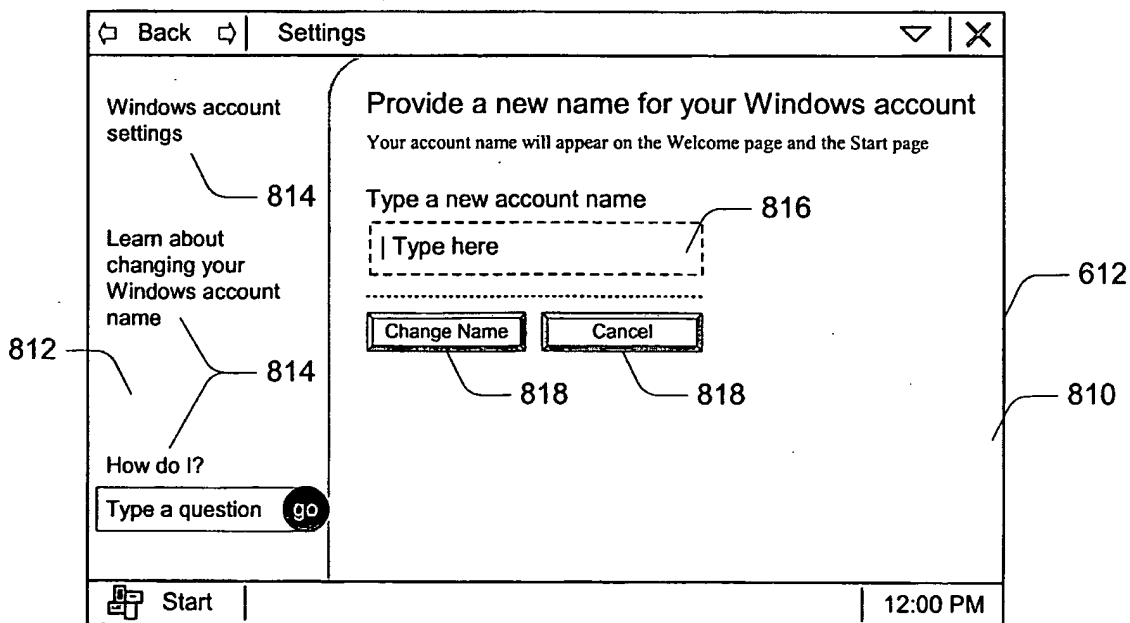 Back
Settings
Windows account
settings
814
Learn about
changing your
Windows account
name
812
814
How do I?
Type a question
go
Provide a new name for your Windows account
Your account name will appear on the Welcome page and the Start page
Type a new account name
816
| Type here
612
Change Name
Cancel
818
818
810
Start
12:00 PM